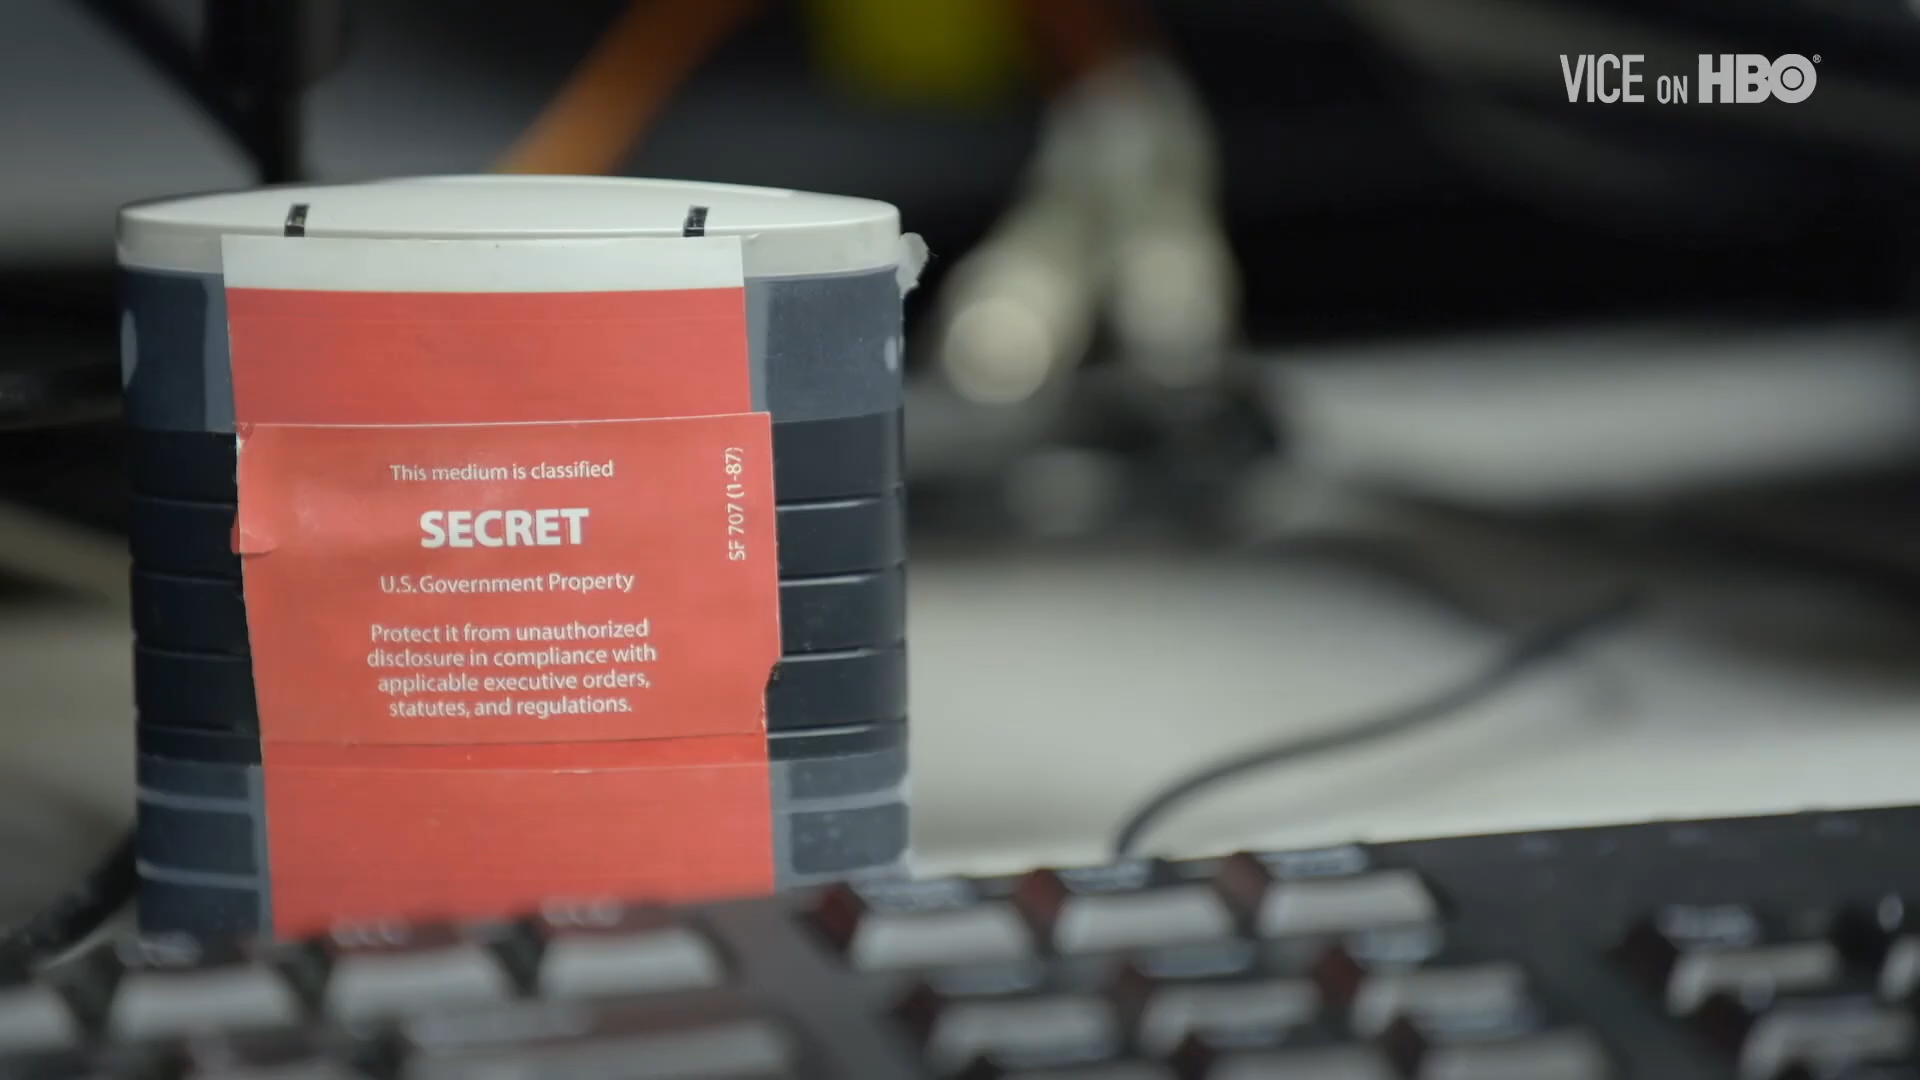 VICE ON HBO®
This medium is classified
SECRET
U.S. Government Property
Protect it from unauthorized
disclosure in compliance with
applicable executive orders,
statutes, and regulations.
SF 707 (1-87)